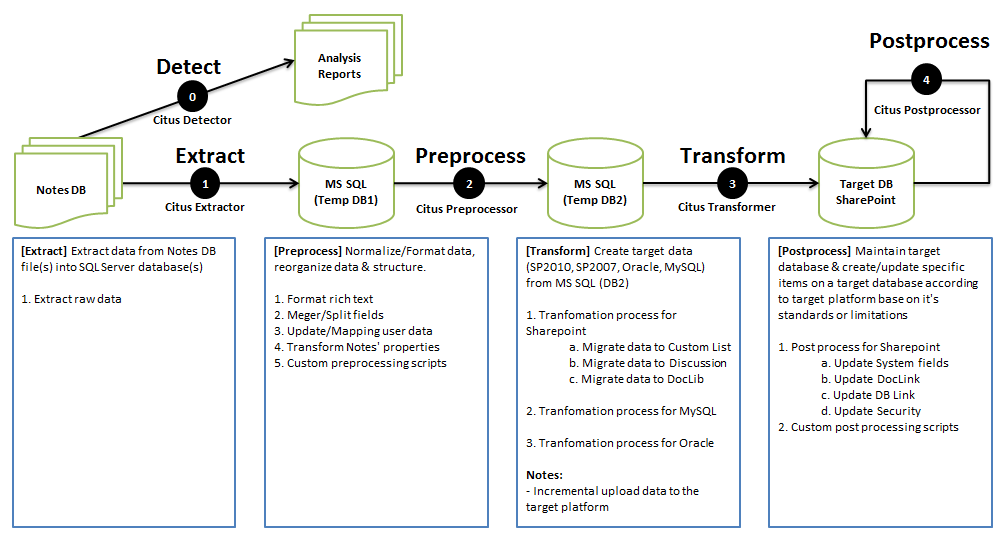 Postprocess
Detect
Analysis
Reports
0
4
Citus Detector
Citus Postprocessor
Extract
Preprocess
Transform
Notes DB
1
MS SQL
(Temp DB1)
2
MS SQL
(Temp DB2)
3
Target DB
SharePoint
Citus Extractor
Citus Preprocessor
Citus Transformer
[Extract] Extract data from Notes DB
file(s) into SQL Server database(s)
1. Extract raw data
[Preprocess] Normalize/Format data,
reorganize data & structure.
1. Format rich text
2. Meger/Split fields
3. Update/Mapping user data
4. Transform Notes' properties
5. Custom preprocessing scripts
[Transform] Create target data
(SP2010, SP2007, Oracle, MySQL)
from MS SQL (DB2)
1. Tranfomation process for
Sharepoint
a. Migrate data to Custom List
b. Migrate data to Discussion
c. Migrate data to DocLib
2. Tranfomation process for MySQL
3. Tranfomation process for Oracle
Notes:
- Incremental upload data to the
target platform
[Postprocess] Maintain target
database & create/update specific
items on a target database according
to target platform base on it's
standards or limitations
1. Post process for Sharepoint
a. Update System fields
b. Update DocLink
c. Update DB Link
d. Update Security
2. Custom post processing scripts